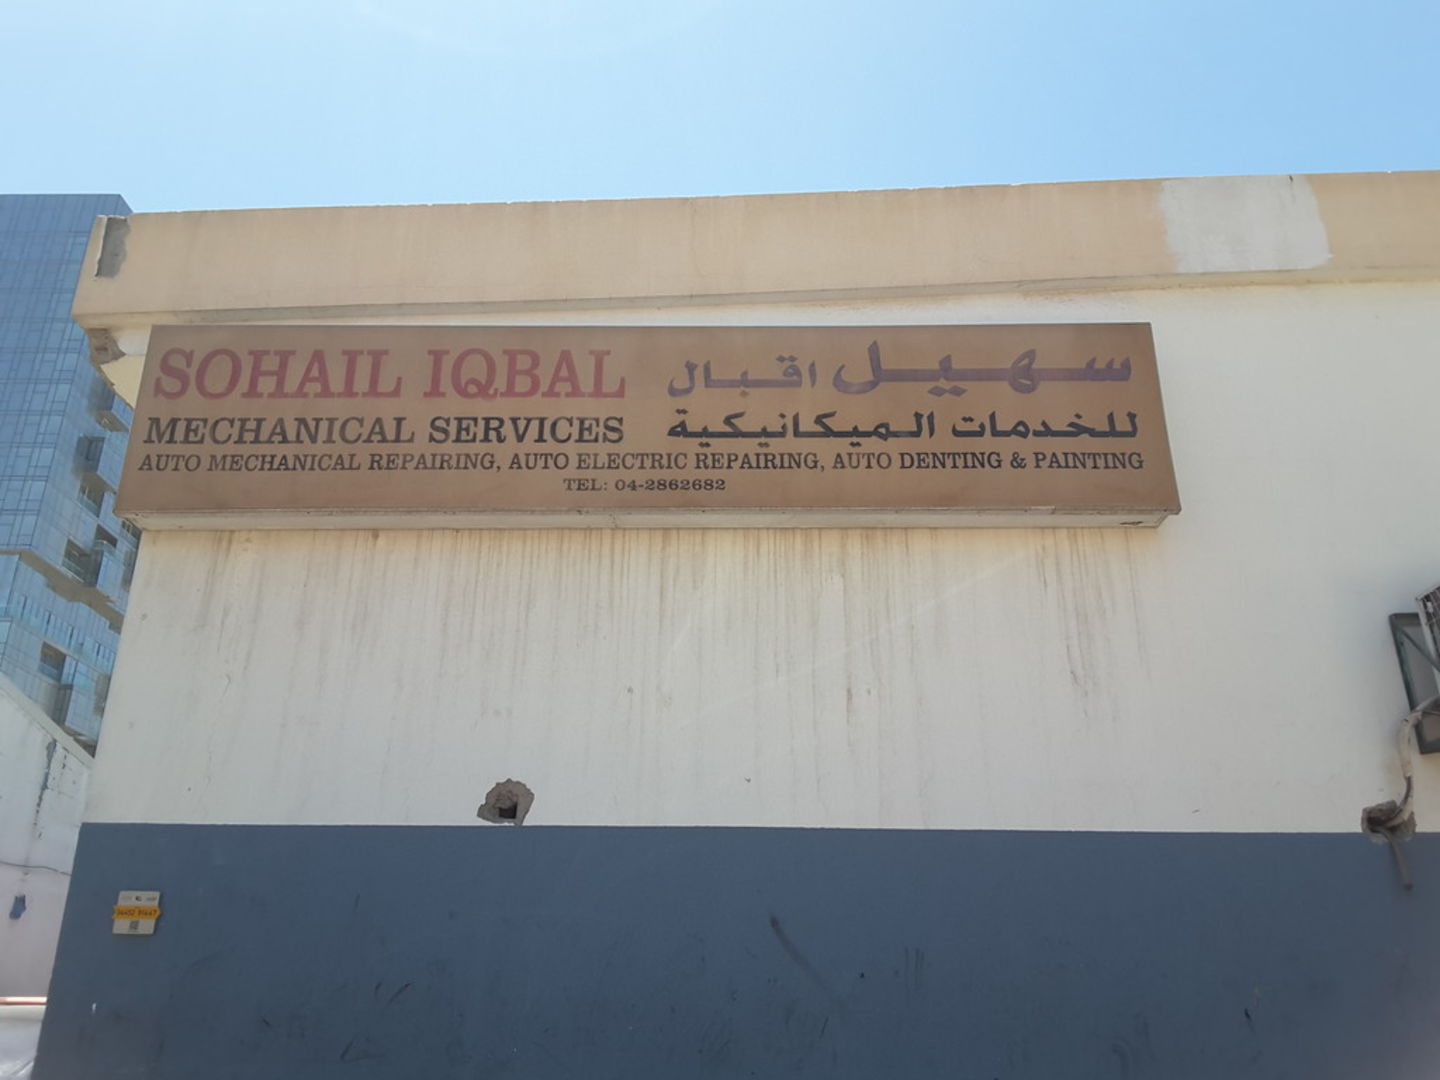 SOHAIL IQBAL
سهيل اقبال
MECHANICAL SERVICES
للخدمات الميكانيكية
AUTO MECHANICAL REPAIRING, AUTO ELECTRIC REPAIRING, AUTO DENTING & PAINTING
TEL: 04-2862682